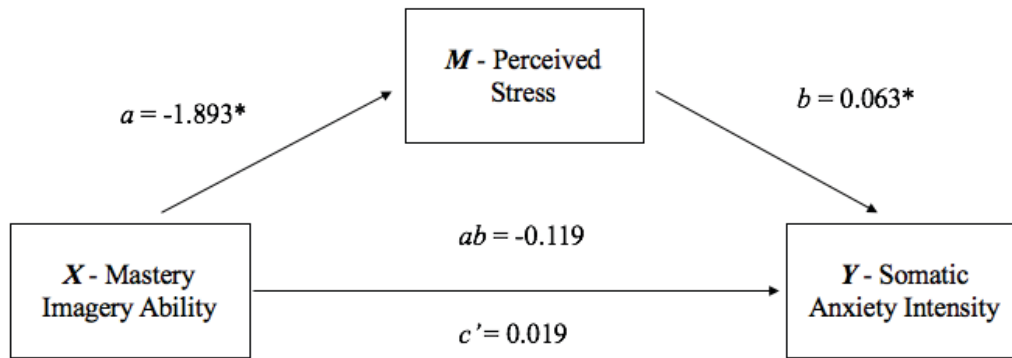 M - Perceived
Stress
a = -1.893*
b = 0.063*
ab = -0.119
X - Mastery
Imagery Ability
Y - Somatic
Anxiety Intensity
c’= 0.019